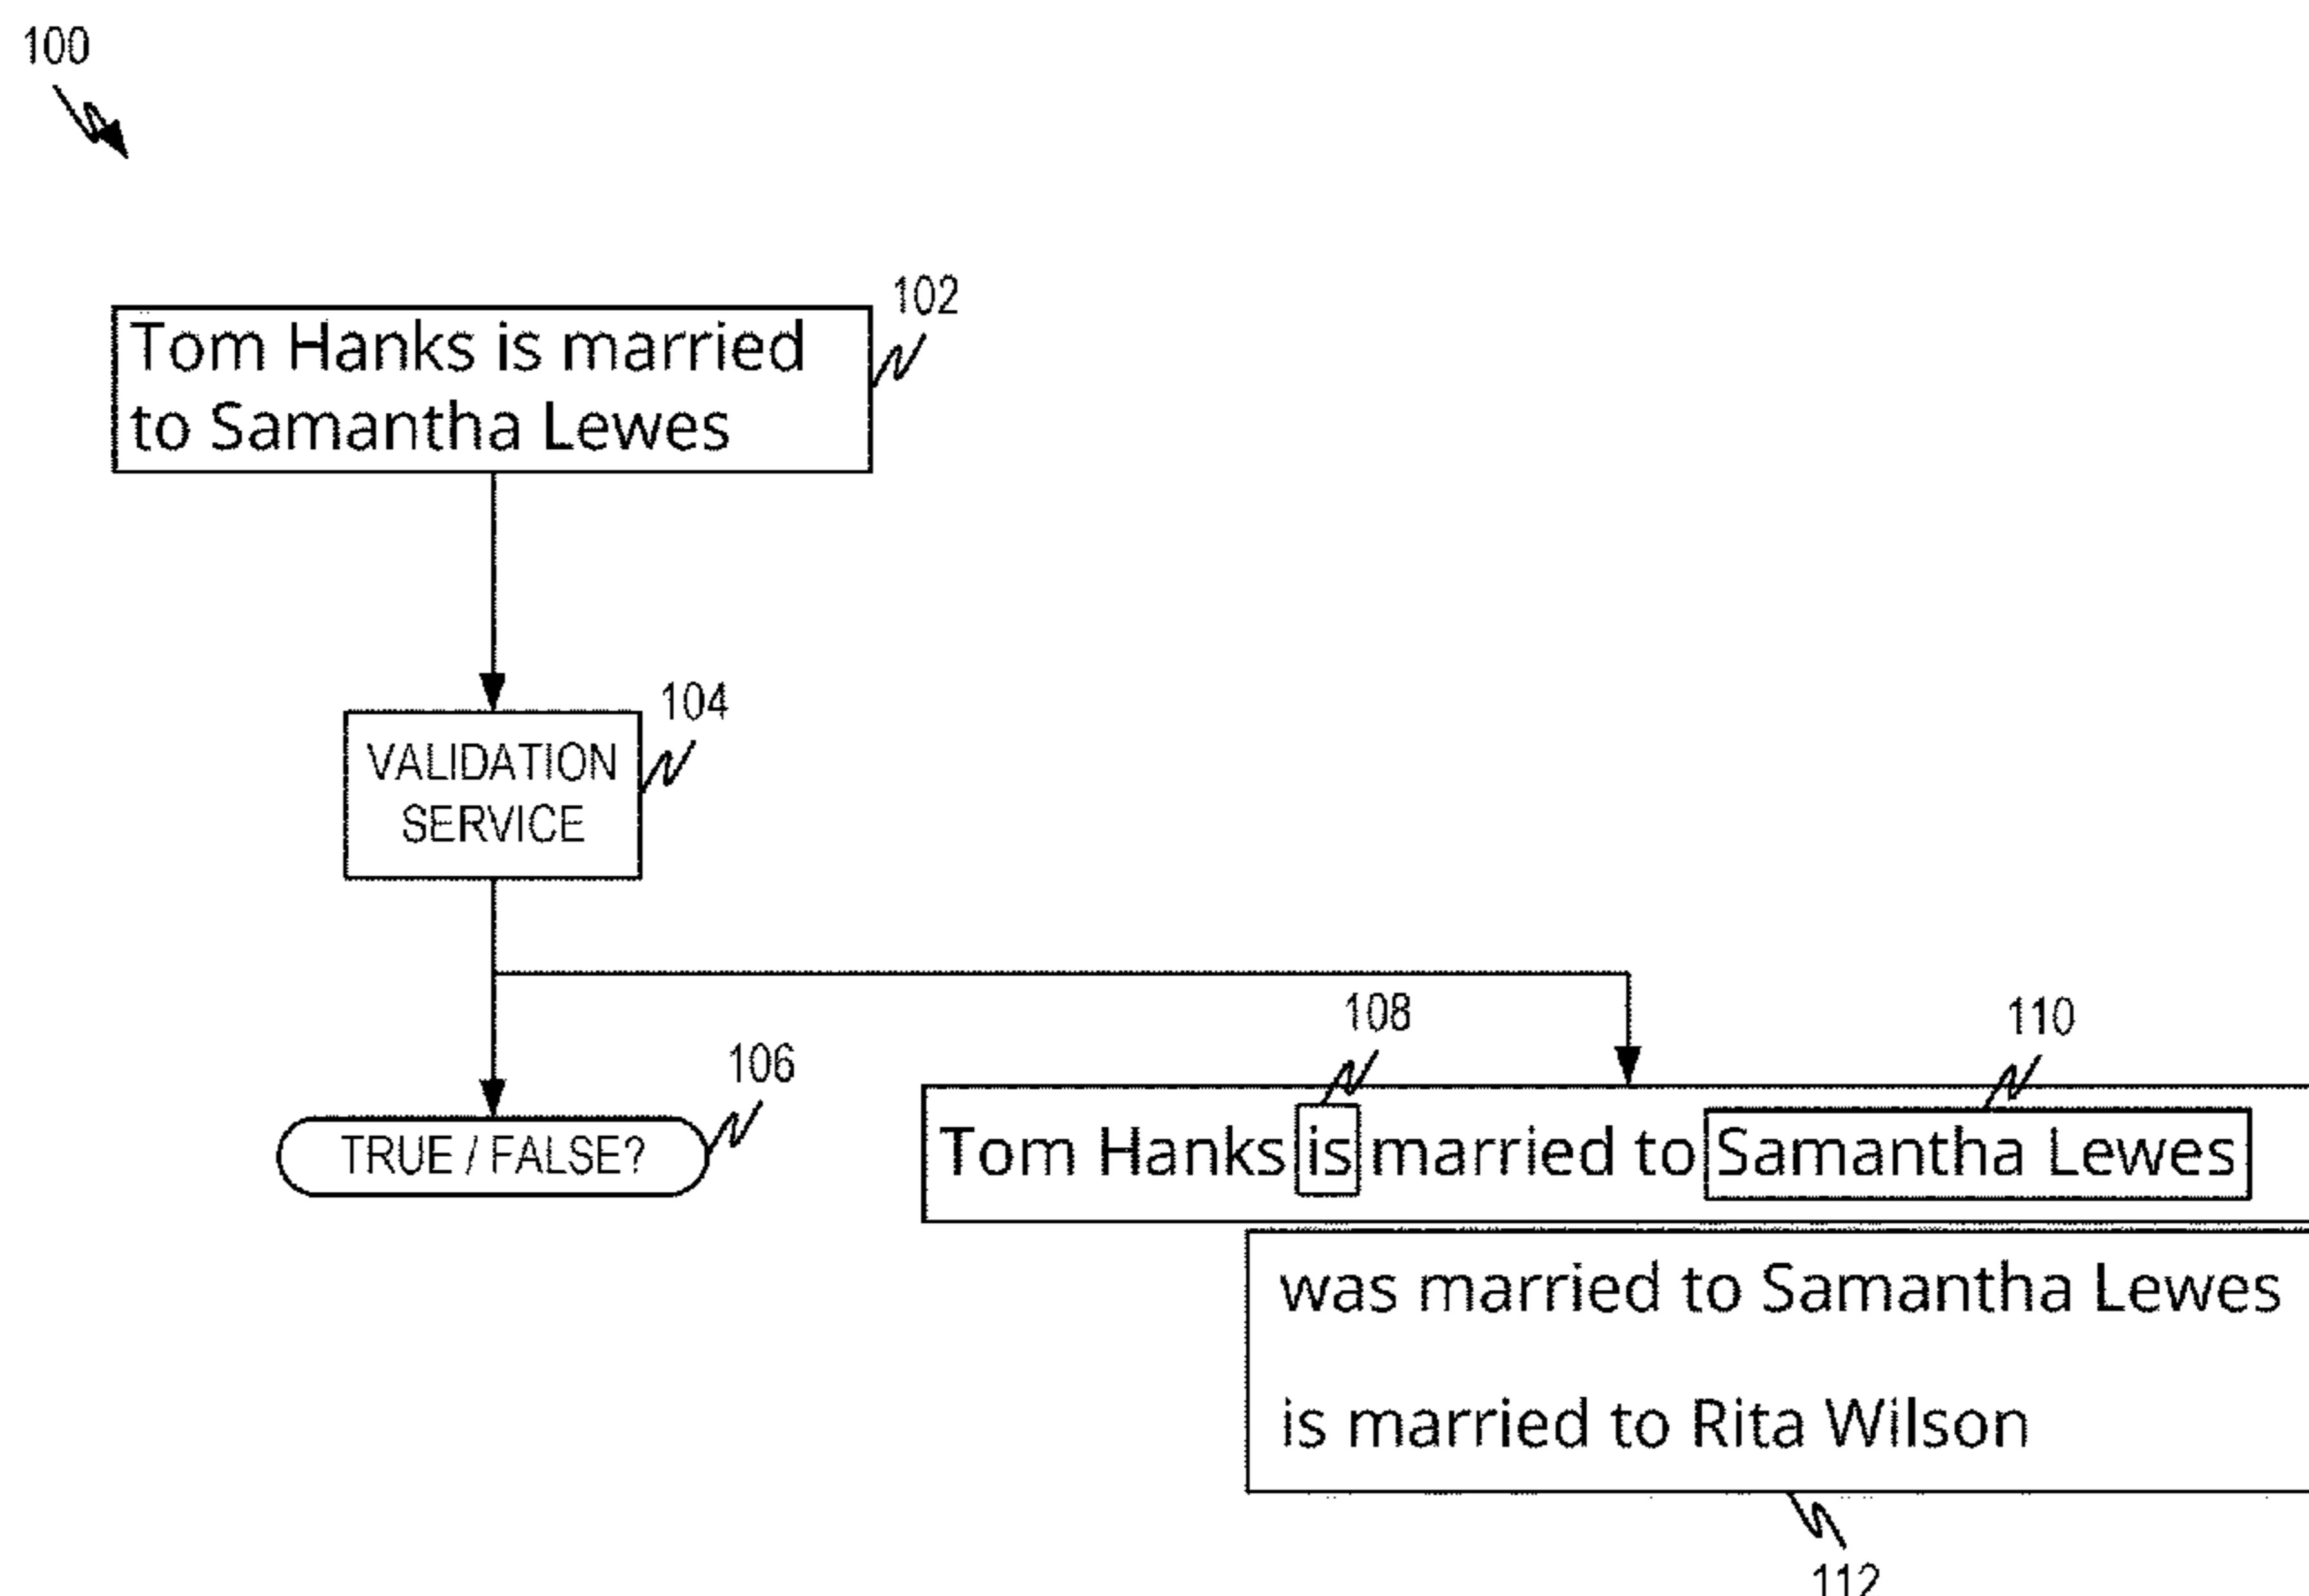 100
102
Tom Hanks is married
to Samantha Lewes
104
VALIDATION
SERVICE
106
TRUE / FALSE?
108
110
Tom Hanks is married to Samantha Lewes
was married to Samantha Lewes
is married to Rita Wilson
112